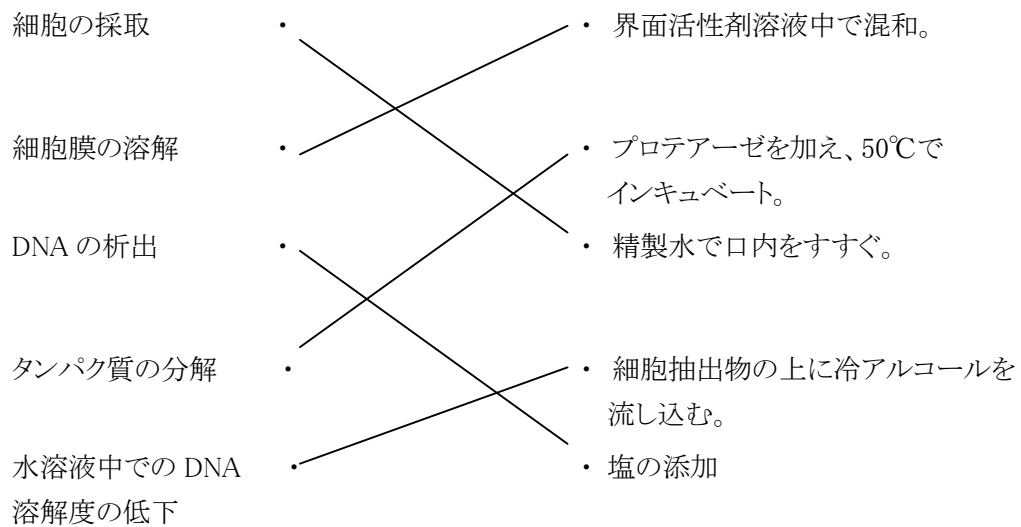 細胞の採取 ・ ・ 界面活性剤溶液中で混和。
細胞膜の溶解 ・ ・ プロテアーゼを加え、50℃で
インキュベート。
DNA の析出 ・ ・ 精製水で口内をすすぐ。
タンパク質の分解 ・ ・ 細胞抽出物の上に冷アルコールを
流し込む。
水溶液中での DNA ・ ・ 塩の添加
溶解度の低下